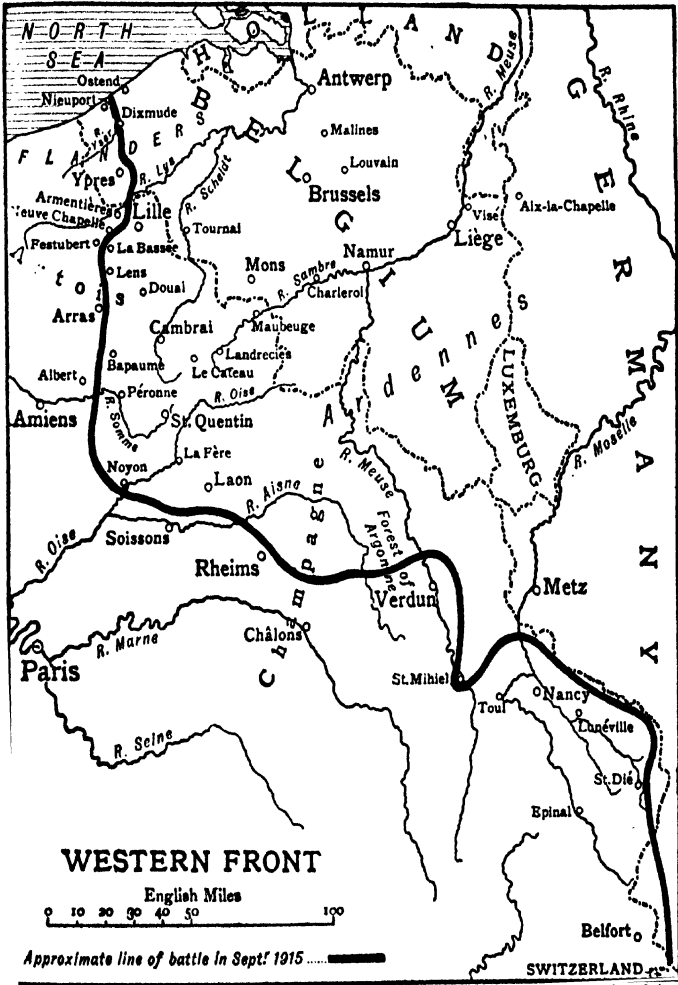 NORTH
SEA
HOLLAND
Ostend
Nieuport
Dixmude
R. Yser
FLANDERS
Ypres
R. Lys
R. Scheldt
Antwerp
Malines
Louvain
Brussels
BELGIUM
R. Meuse
R. Rhine
GERMANY
Armentières
Neuve Chapelle
Lille
Festubert
La Basseé
Tournai
Visé
Aix-la-Chapelle
Liège
Lens
Douai
Mons
R. Sambre
Namur
Charleroi
Artois
Arras
Cambrai
Maubeuge
Landrecies
Le Cateau
Ardennes
LUXEMBURG
Bapaume
Albert
Péronne
Amiens
R. Somme
St. Quentin
R. Oise
R. Moselle
La Fère
Noyon
Laon
R. Aisne
R. Meuse
Forest of
Argonne
Champagne
Soissons
R. Oise
Rheims
Verdun
Metz
R. Marne
Châlons
Paris
St. Mihiel
Toul
Nancy
Lunéville
R. Seine
St. Dié
Epinal
Belfort
SWITZERLAND
WESTERN FRONT
English Miles
0 10 20 30 40 50 100
Approximate line of battle in Septr 1915